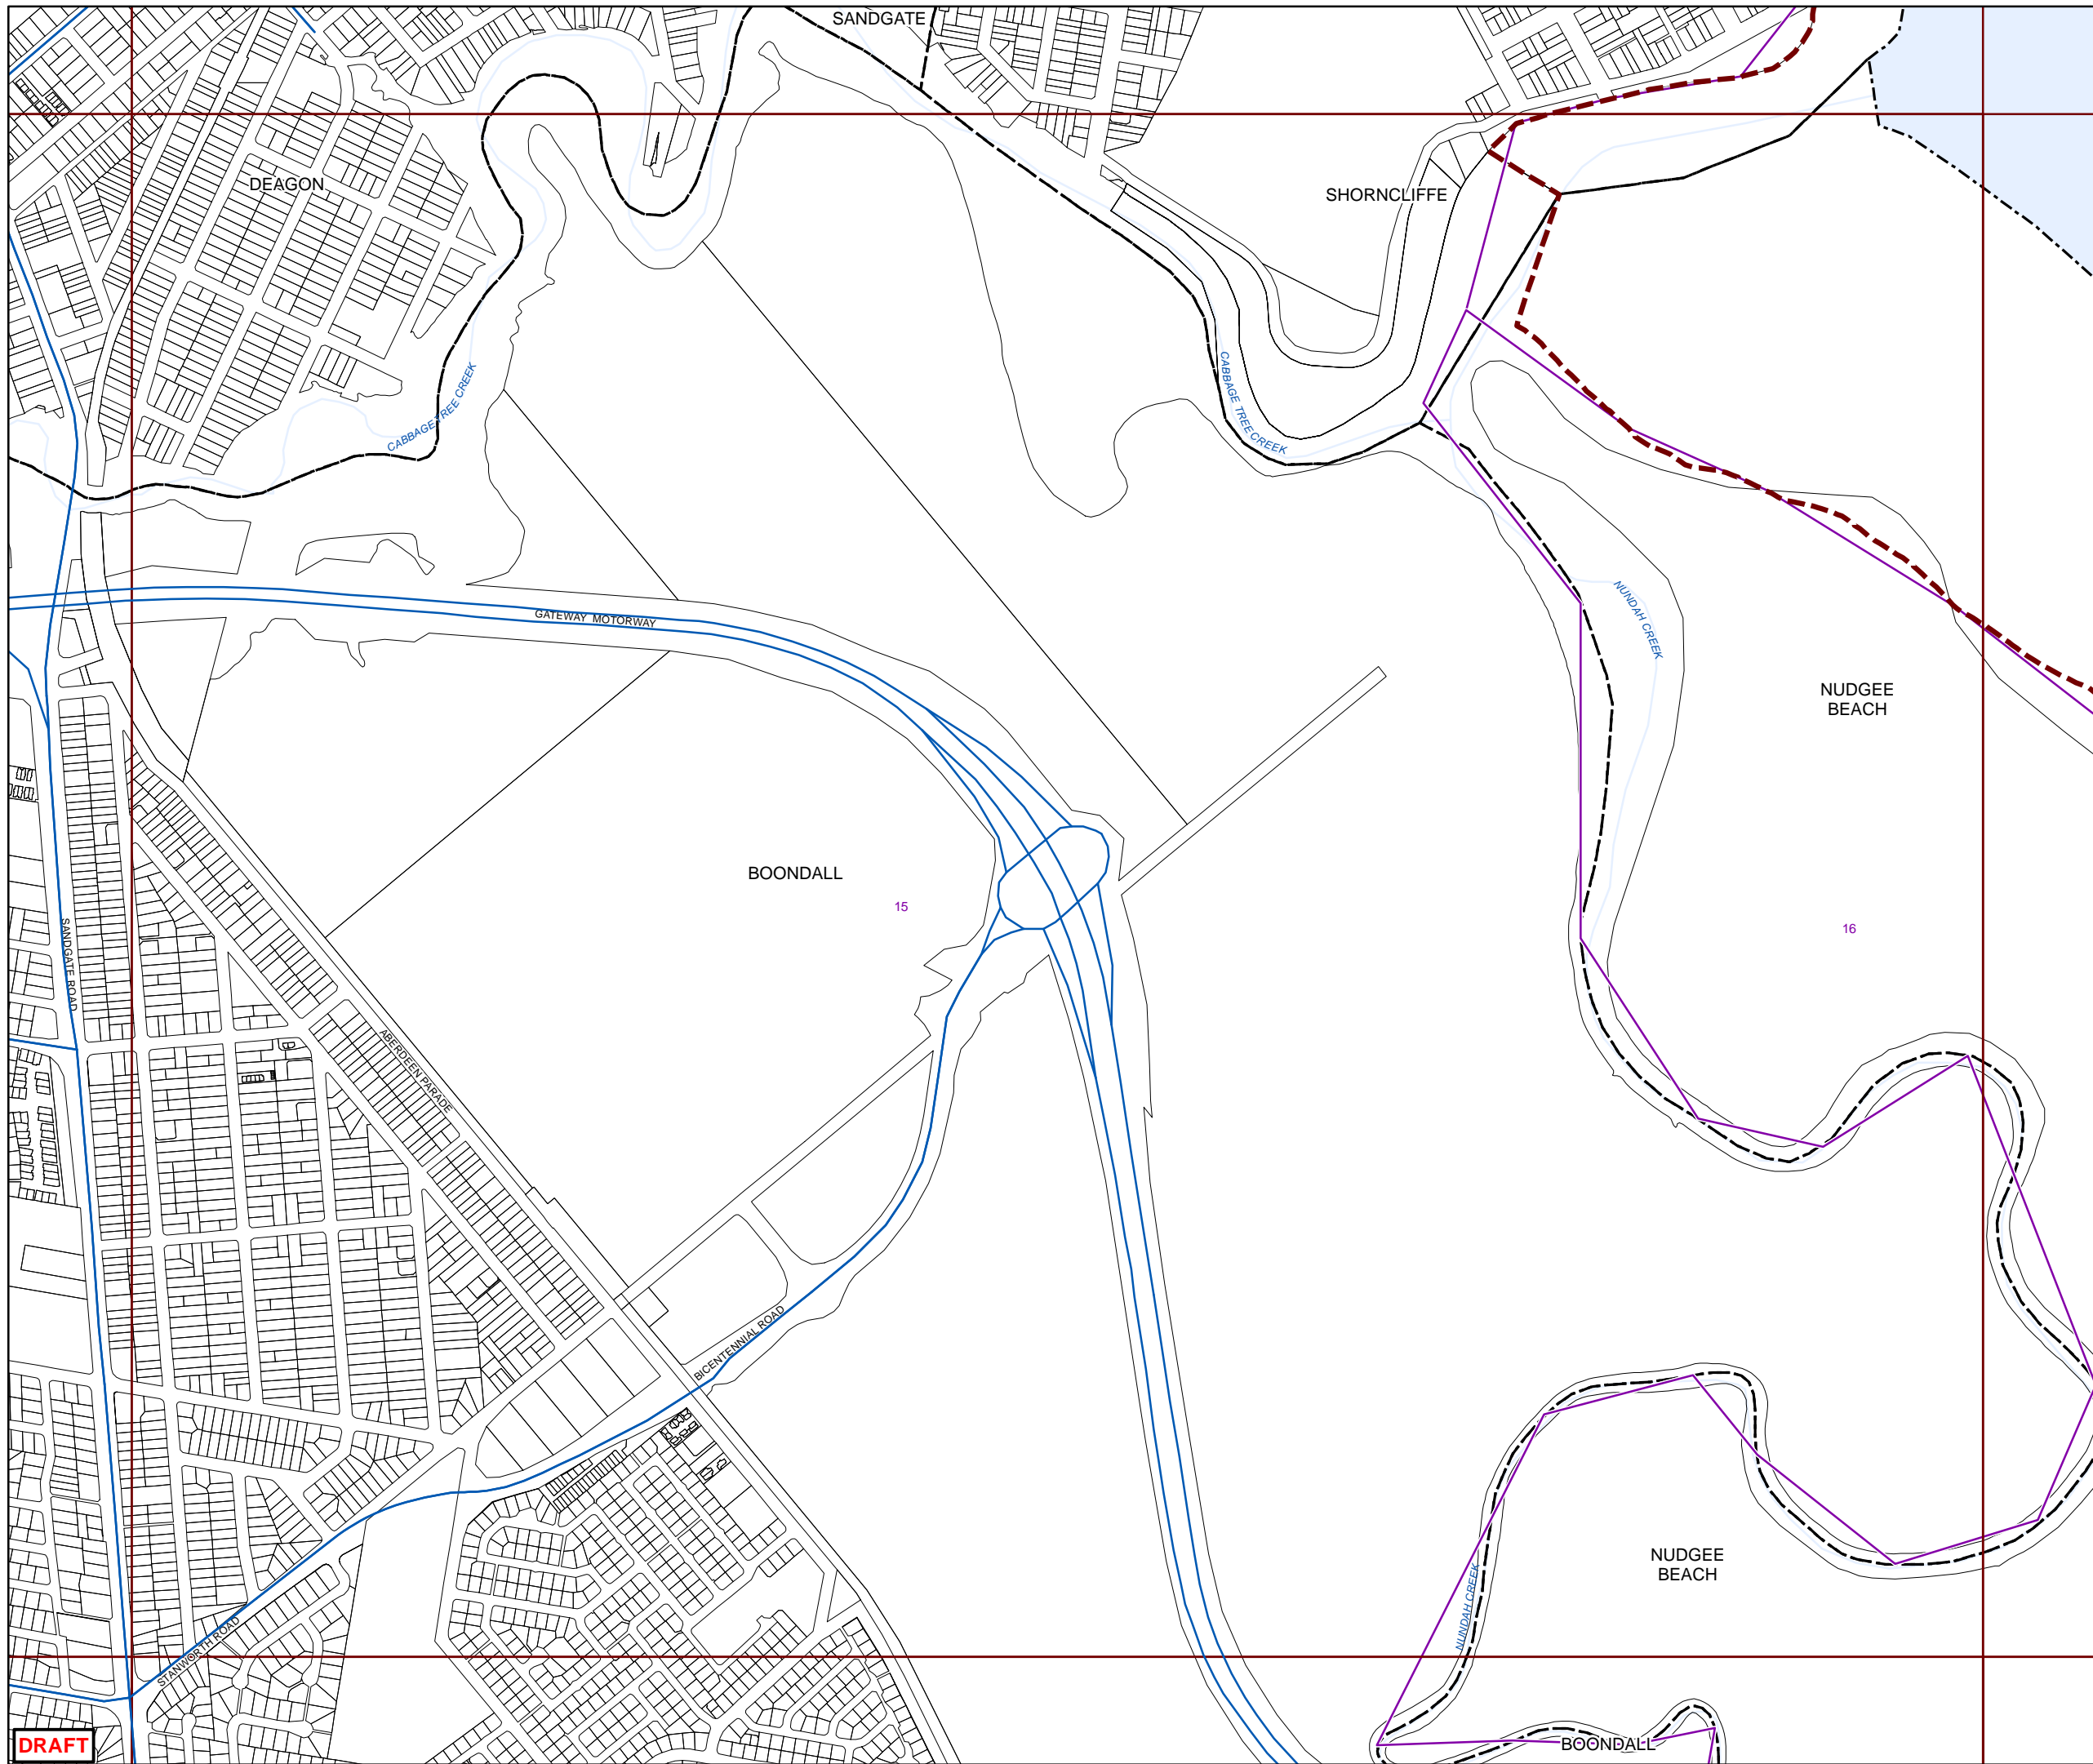 SANDGATE
DEAGON
SHORNCLIFFE
CABBAGE TREE CREEK
CABBAGE TREE CREEK
GATEWAY MOTORWAY
NUNDAH CREEK
NUDGEE
BEACH
BOONDALL
15
16
SANDGATE ROAD
ABERDEEN PARADE
BICENTENNIAL ROAD
NUDGEE
BEACH
NUNDAH CREEK
STANWORTH ROAD
BOONDALL
DRAFT